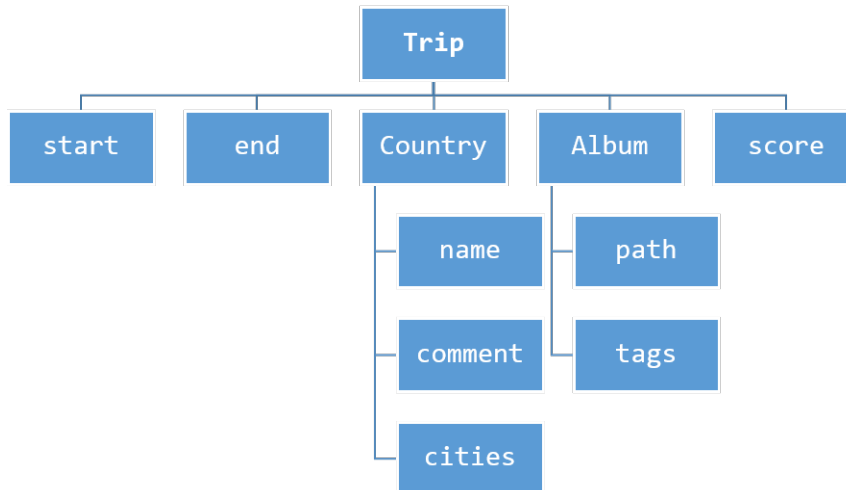 Trip
start
end
Country
Album
score
name
path
comment
tags
cities